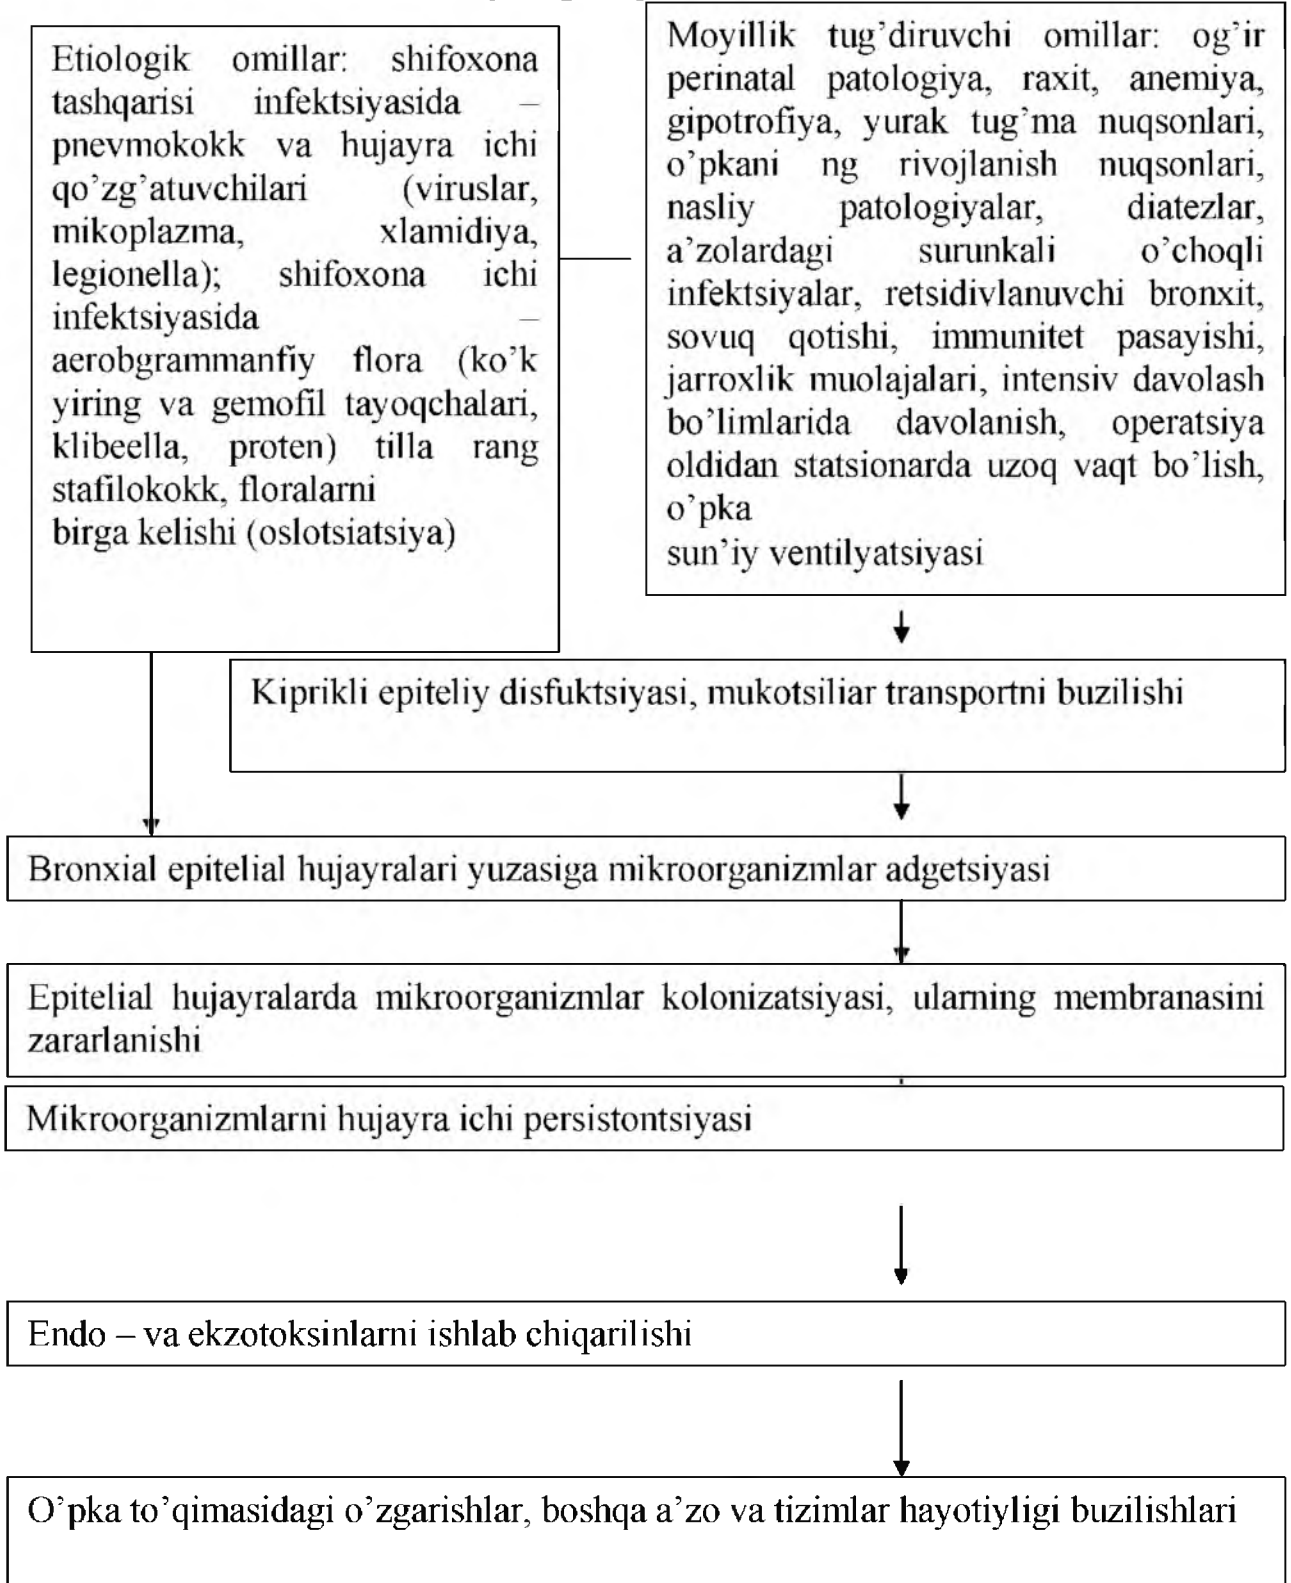 Etiologik omillar: shifoxona
tashqarisi infektsiyasida –
pnevmokokk va hujayra ichi
qo’zg’atuvchilari (viruslar,
mikoplazma, xlamidiya,
legionella); shifoxona ichi
infektsiyasida –
aerobgrammanfiy flora (ko’k
yiring va gemofil tayoqchalari,
klibeella, proten) tilla rang
stafilokokk, floralarni
birga kelishi (oslotsiatsiya)
Moyillik tug’diruvchi omillar: og’ir
perinatal patologiya, raxit, anemiya,
gipotrofiya, yurak tug’ma nuqsonlari,
o’pkani ng rivojlanish nuqsonlari,
nasliy patologiyalar, diatezlar,
a’zolardagi surunkali o’choqli
infektsiyalar, retsidivlanuvchi bronxit,
sovuq qotishi, immunitet pasayishi,
jarroxlik muolajalari, intensiv davolash
bo’limlarida davolanish, operatsiya
oldidan statsionarda uzoq vaqt bo’lish,
o’pka
sun’iy ventilyatsiyasi
Kiprikli epiteliy disfuktsiyasi, mukotsiliar transportni buzilishi
Bronxial epitelial hujayralari yuzasiga mikroorganizmlar adgetsiyasi
Epitelial hujayralarda mikroorganizmlar kolonizatsiyasi, ularning membranasini
zararlanishi
Mikroorganizmlarni hujayra ichi persistontsiyasi
Endo – va ekzotoksinlarni ishlab chiqarilishi
O’pka to’qimasidagi o’zgarishlar, boshqa a’zo va tizimlar hayotiyligi buzilishlari